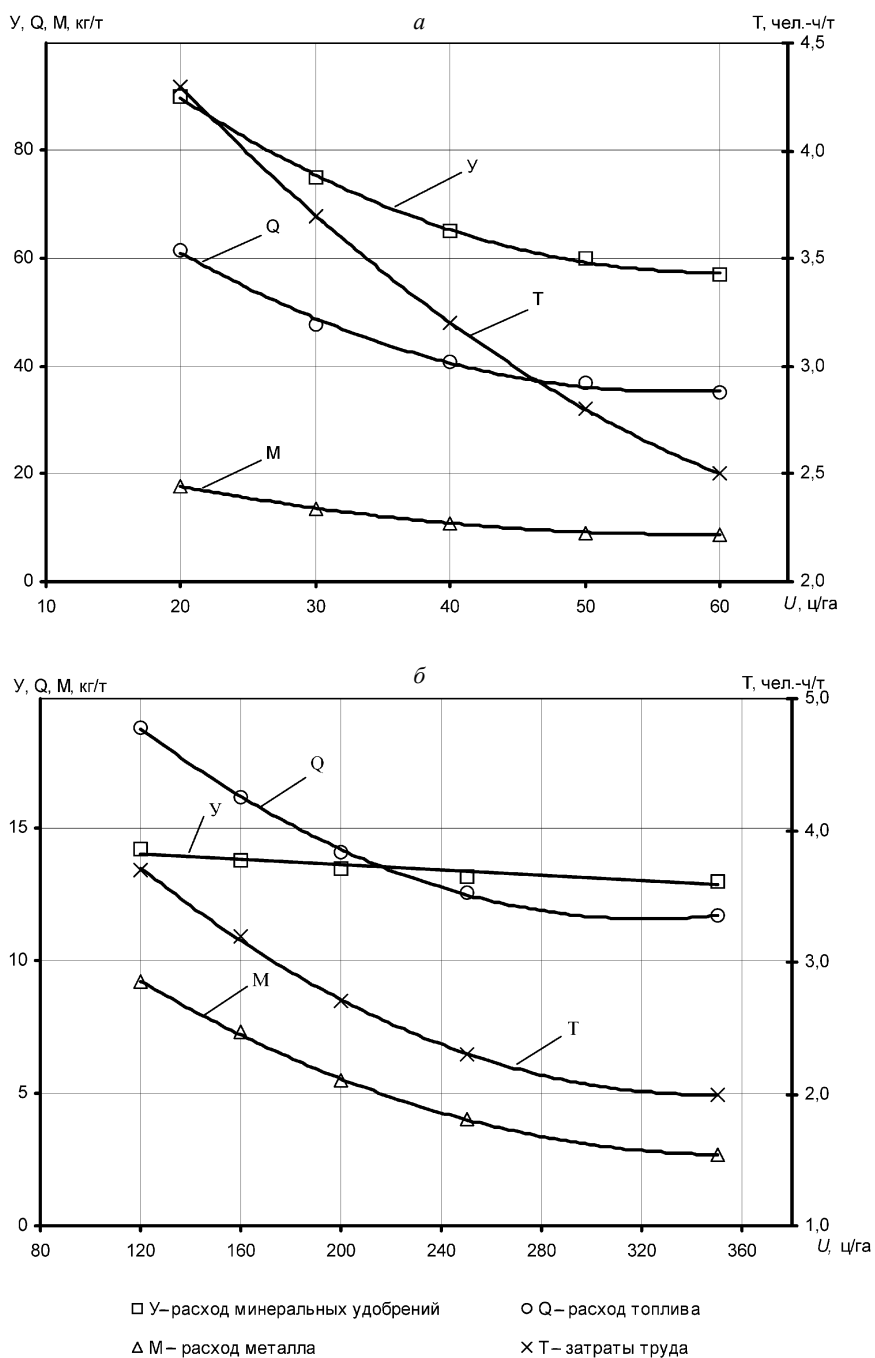 У, Q, М, кг/т а Т, чел.-ч/т
4,5
80 4,0
У
Q
60 3,5
Т
40 3,0
М
20 2,5
0 2,0
10 20 30 40 50 60 U, ц/га
У, Q, М, кг/т б Т, чел.-ч/т
5,0
Q
У
15 4,0
10 3,0
М
Т
5 2,0
0 1,0
80 120 160 200 240 280 320 360 U, ц/га
У – расход минеральных удобрений Q – расход топлива
М – расход металла Т – затраты труда